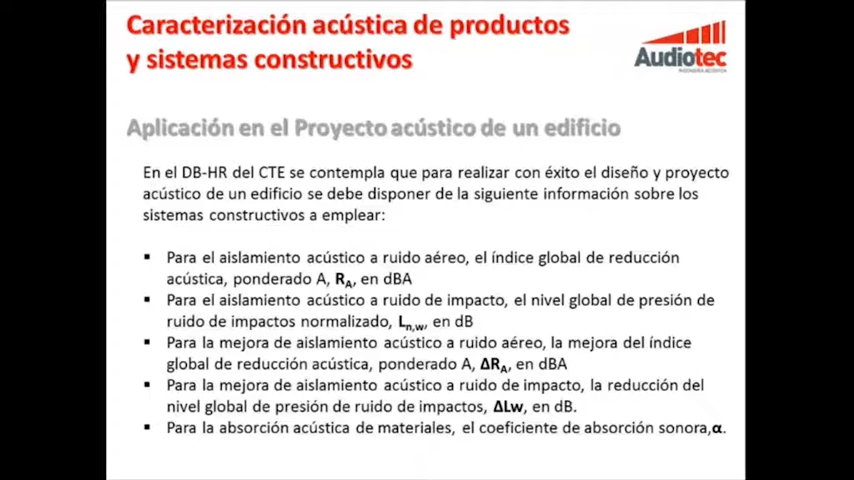 Caracterización acústica de productos
y sistemas constructivos
Audiotec
INGENIERÍA ACÚSTICA
Aplicación en el Proyecto acústico de un edificio
En el DB-HR del CTE se contempla que para realizar con éxito el diseño y proyecto
acústico de un edificio se debe disponer de la siguiente información sobre los
sistemas constructivos a emplear:
▪ Para el aislamiento acústico a ruido aéreo, el índice global de reducción
acústica, ponderado A, RA, en dBA
▪ Para el aislamiento acústico a ruido de impacto, el nivel global de presión de
ruido de impactos normalizado, Ln,w, en dB
▪ Para la mejora de aislamiento acústico a ruido aéreo, la mejora del índice
global de reducción acústica, ponderado A, ΔRA, en dBA
▪ Para la mejora de aislamiento acústico a ruido de impacto, la reducción del
nivel global de presión de ruido de impactos, ΔLw, en dB.
▪ Para la absorción acústica de materiales, el coeficiente de absorción sonora,α.